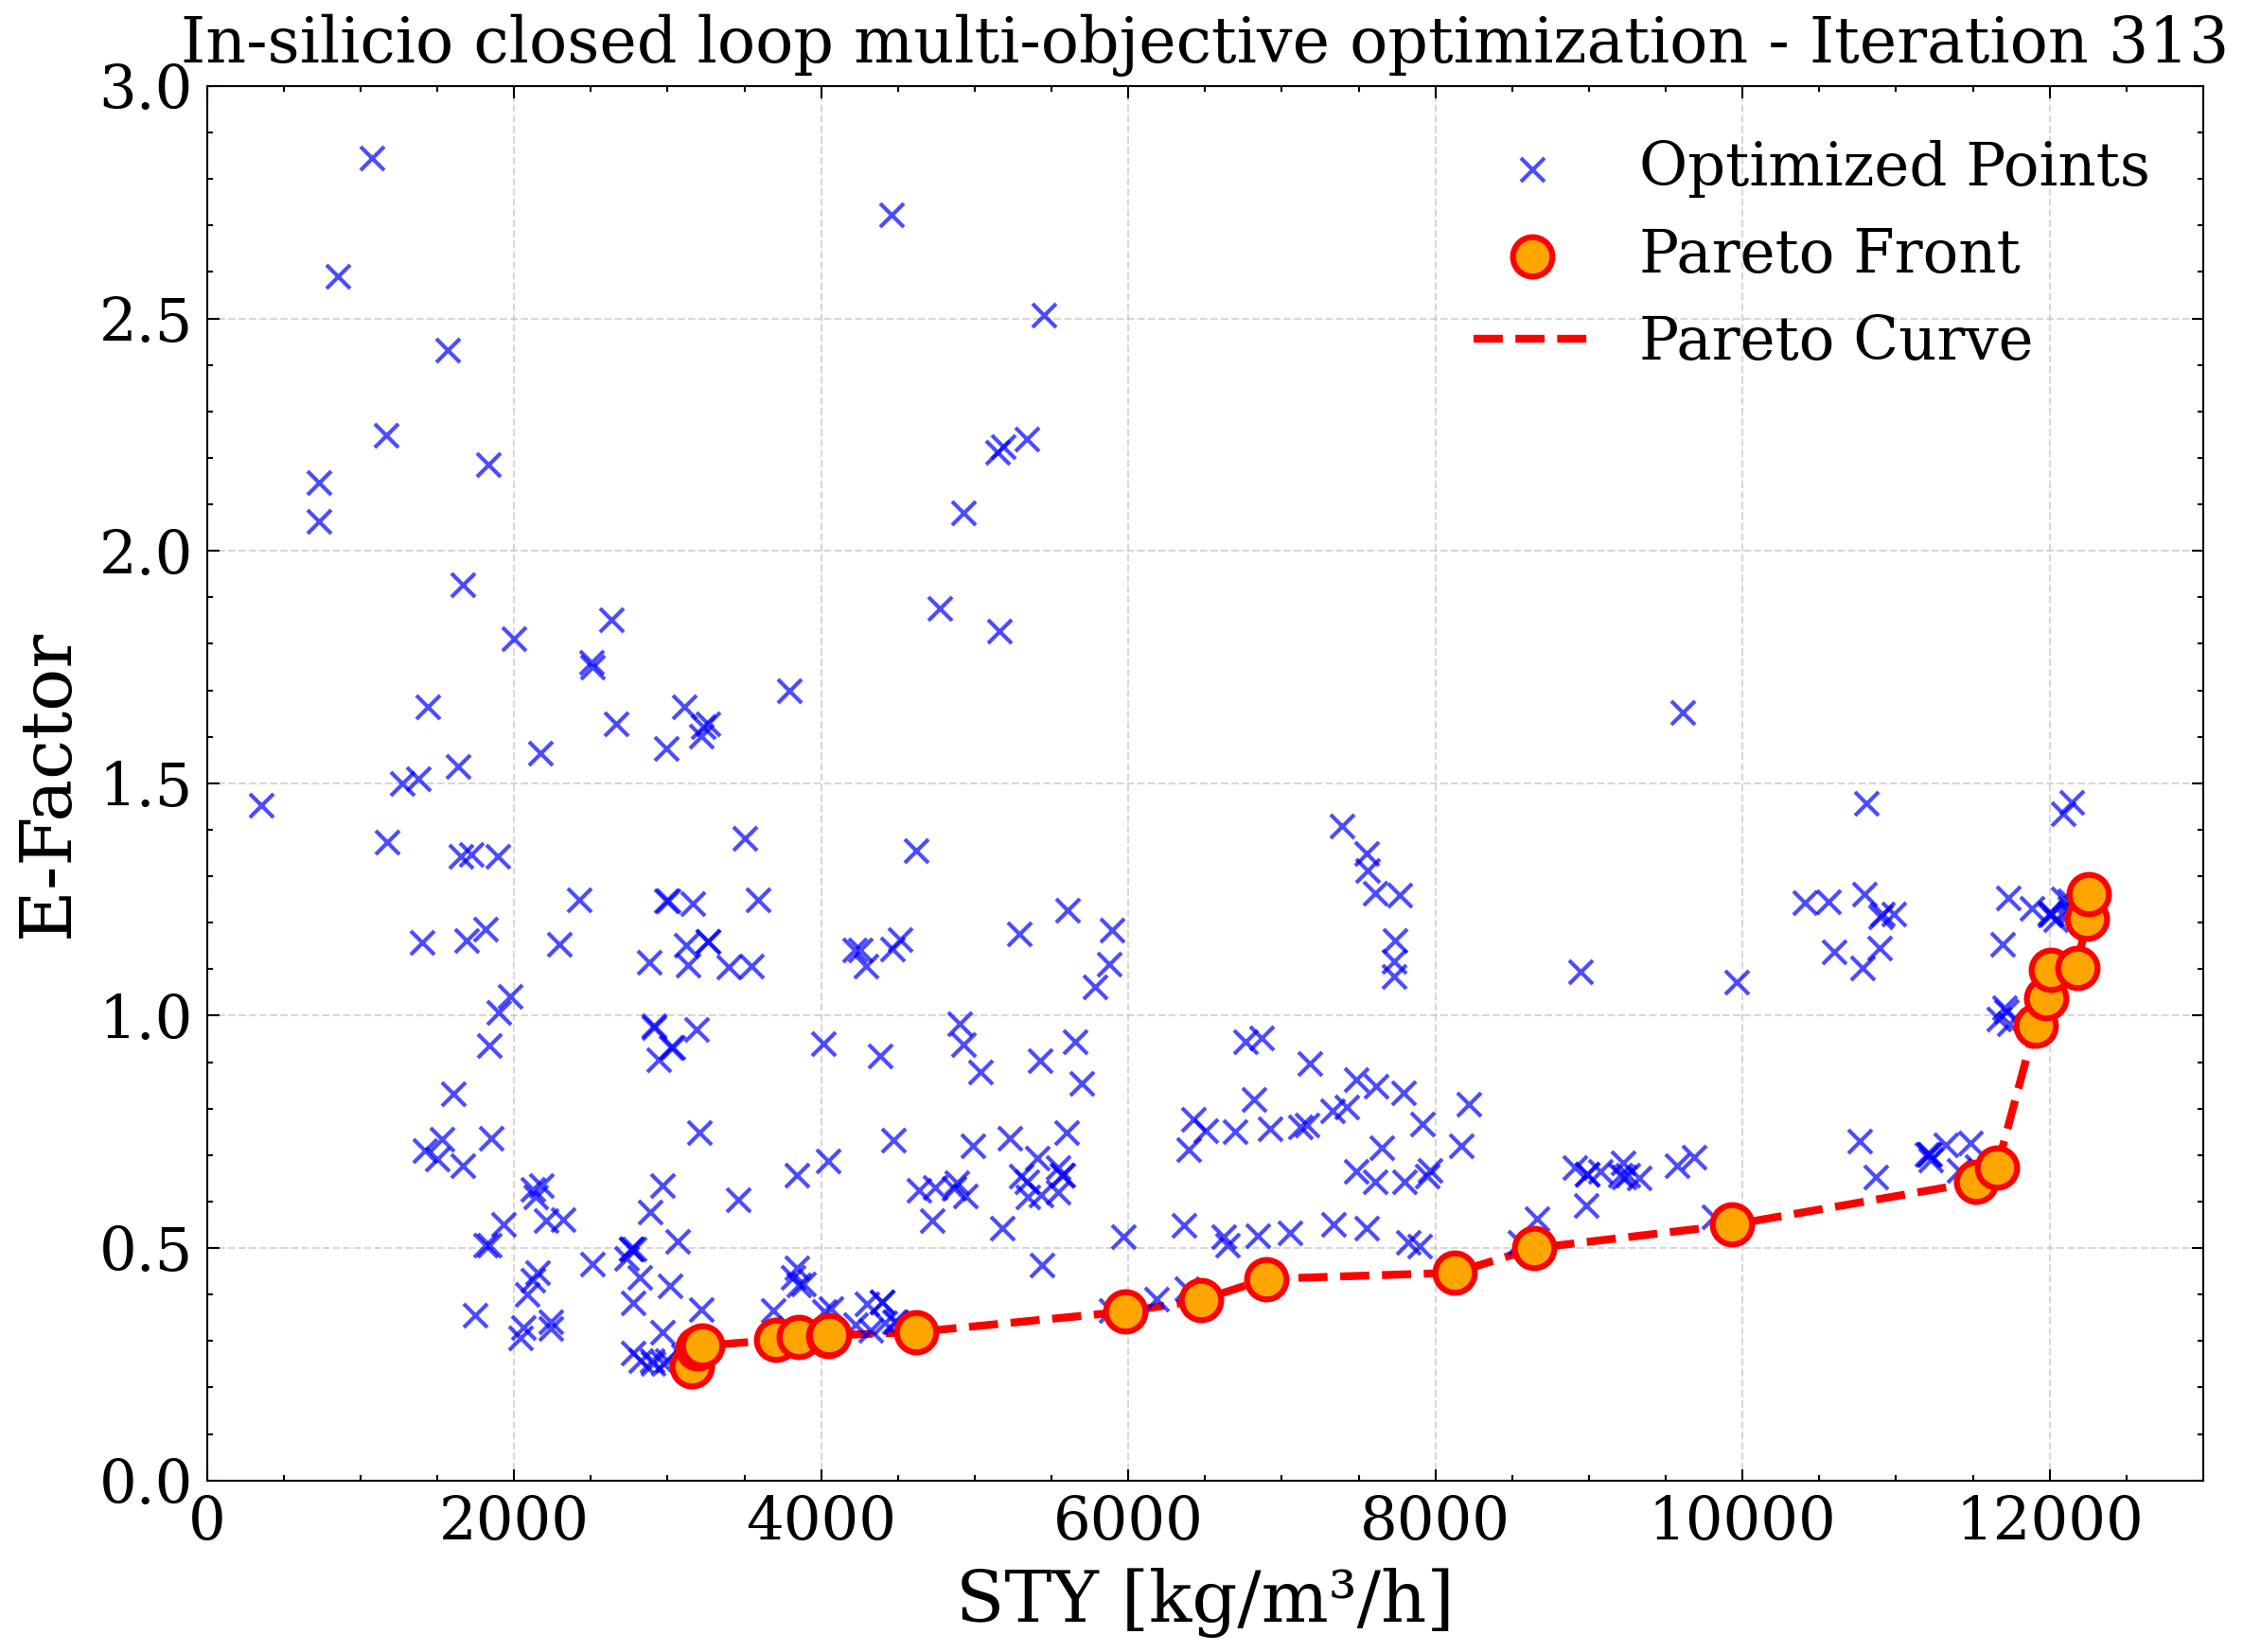 In-silicio closed loop multi-objective optimization - Iteration 313
3.0
2.5
2.0
1.5
1.0
0.5
0.0
E-Factor
Optimized Points
Pareto Front
Pareto Curve
0 2000 4000 6000 8000 10000 12000
STY [kg/m³/h]